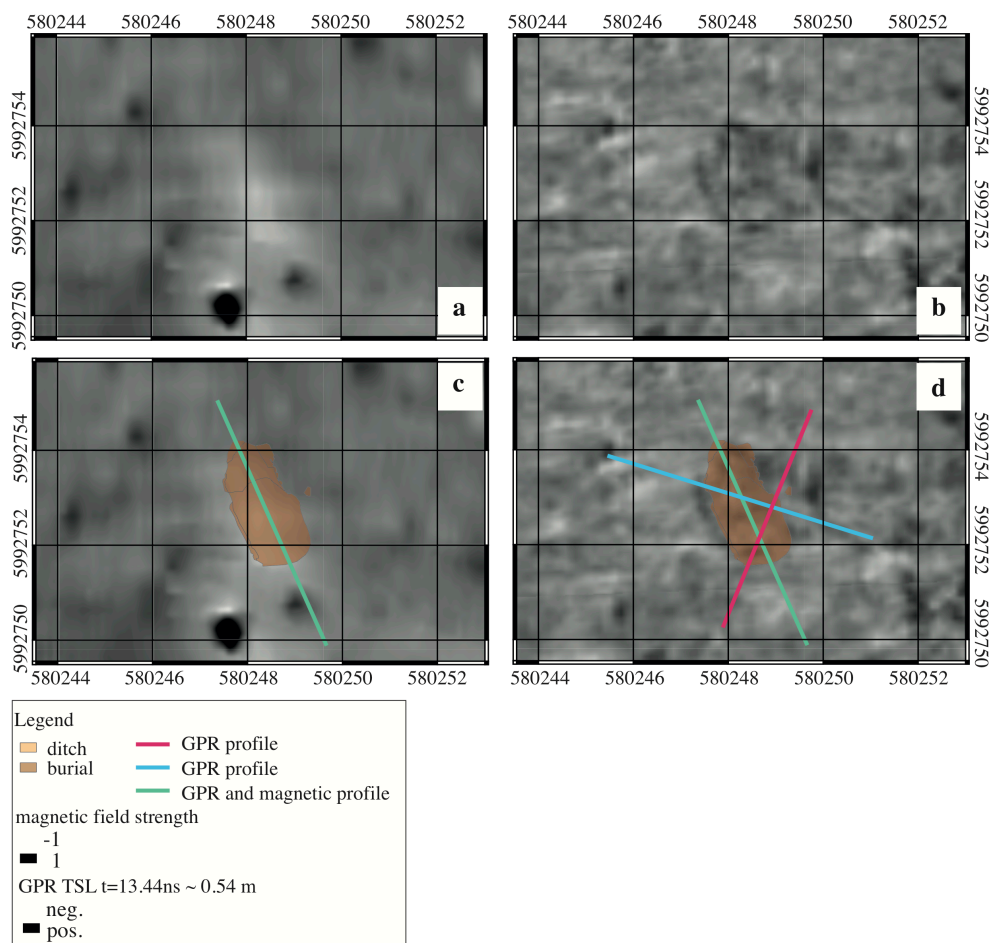 580244 580246 580248 580250 580252
580244 580246 580248 580250 580252
5992754
5992752
5992750
a
5992754
5992752
5992750
b
5992754
5992752
5992750
c
5992754
5992752
5992750
d
580244 580246 580248 580250 580252
580244 580246 580248 580250 580252
Legend
ditch
burial
GPR profile
GPR profile
GPR and magnetic profile
magnetic field strength
-1
1
GPR TSL t=13.44ns ~ 0.54 m
neg.
pos.